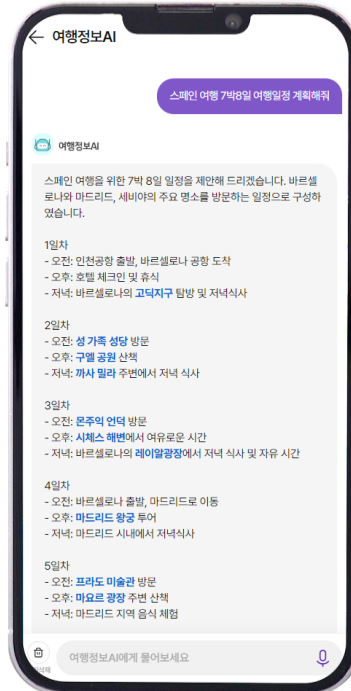 여행정보AI
스페인 여행 7박8일 여행일정 계획해줘
여행정보AI
스페인 여행을 위한 7박 8일 일정을 제안해 드리겠습니다. 바르셀
로나와 마드리드, 세비야의 주요 명소를 방문하는 일정으로 구성하
였습니다.
1일차
- 오전: 인천공항 출발, 바르셀로나 공항 도착
- 오후: 호텔 체크인 및 휴식
- 저녁: 바르셀로나의 고딕지구 탐방 및 저녁식사
2일차
- 오전: 성 가족 성당 방문
- 오후: 구엘 공원 산책
- 저녁: 까사 밀라 주변에서 저녁 식사
3일차
- 오전: 몬주익 언덕 방문
- 오후: 시체스 해변에서 여유로운 시간
- 저녁: 바르셀로나의 레이알광장에서 저녁 식사 및 자유 시간
4일차
- 오전: 바르셀로나 출발, 마드리드로 이동
- 오후: 마드리드 왕궁 투어
- 저녁: 마드리드 시내에서 저녁식사
5일차
- 오전: 프라도 미술관 방문
- 오후: 마요르 광장 주변 산책
- 저녁: 마드리드 지역 음식 체험
여행정보AI에게 물어보세요